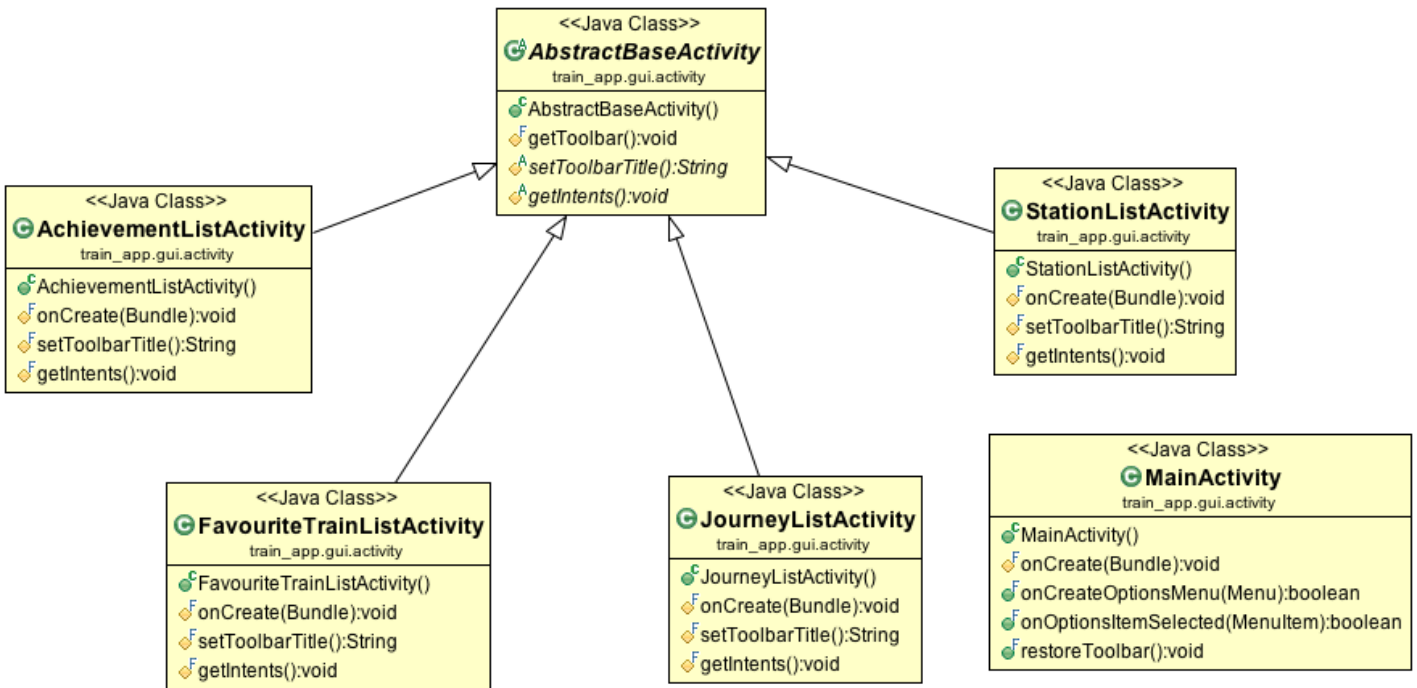 <<Java Class>>
AbstractBaseActivity
train_app.gui.activity
AbstractBaseActivity()
getToolbar():void
setToolbarTitle():String
getIntents():void
<<Java Class>>
AchievementListActivity
train_app.gui.activity
AchievementListActivity()
onCreate(Bundle):void
setToolbarTitle():String
getIntents():void
<<Java Class>>
StationListActivity
train_app.gui.activity
StationListActivity()
onCreate(Bundle):void
setToolbarTitle():String
getIntents():void
<<Java Class>>
FavouriteTrainListActivity
train_app.gui.activity
FavouriteTrainListActivity()
onCreate(Bundle):void
setToolbarTitle():String
getIntents():void
<<Java Class>>
JourneyListActivity
train_app.gui.activity
JourneyListActivity()
onCreate(Bundle):void
setToolbarTitle():String
getIntents():void
<<Java Class>>
MainActivity
train_app.gui.activity
MainActivity()
onCreate(Bundle):void
onCreateOptionsMenu(Menu):boolean
onOptionsItemSelected(MenuItem):boolean
restoreToolbar():void